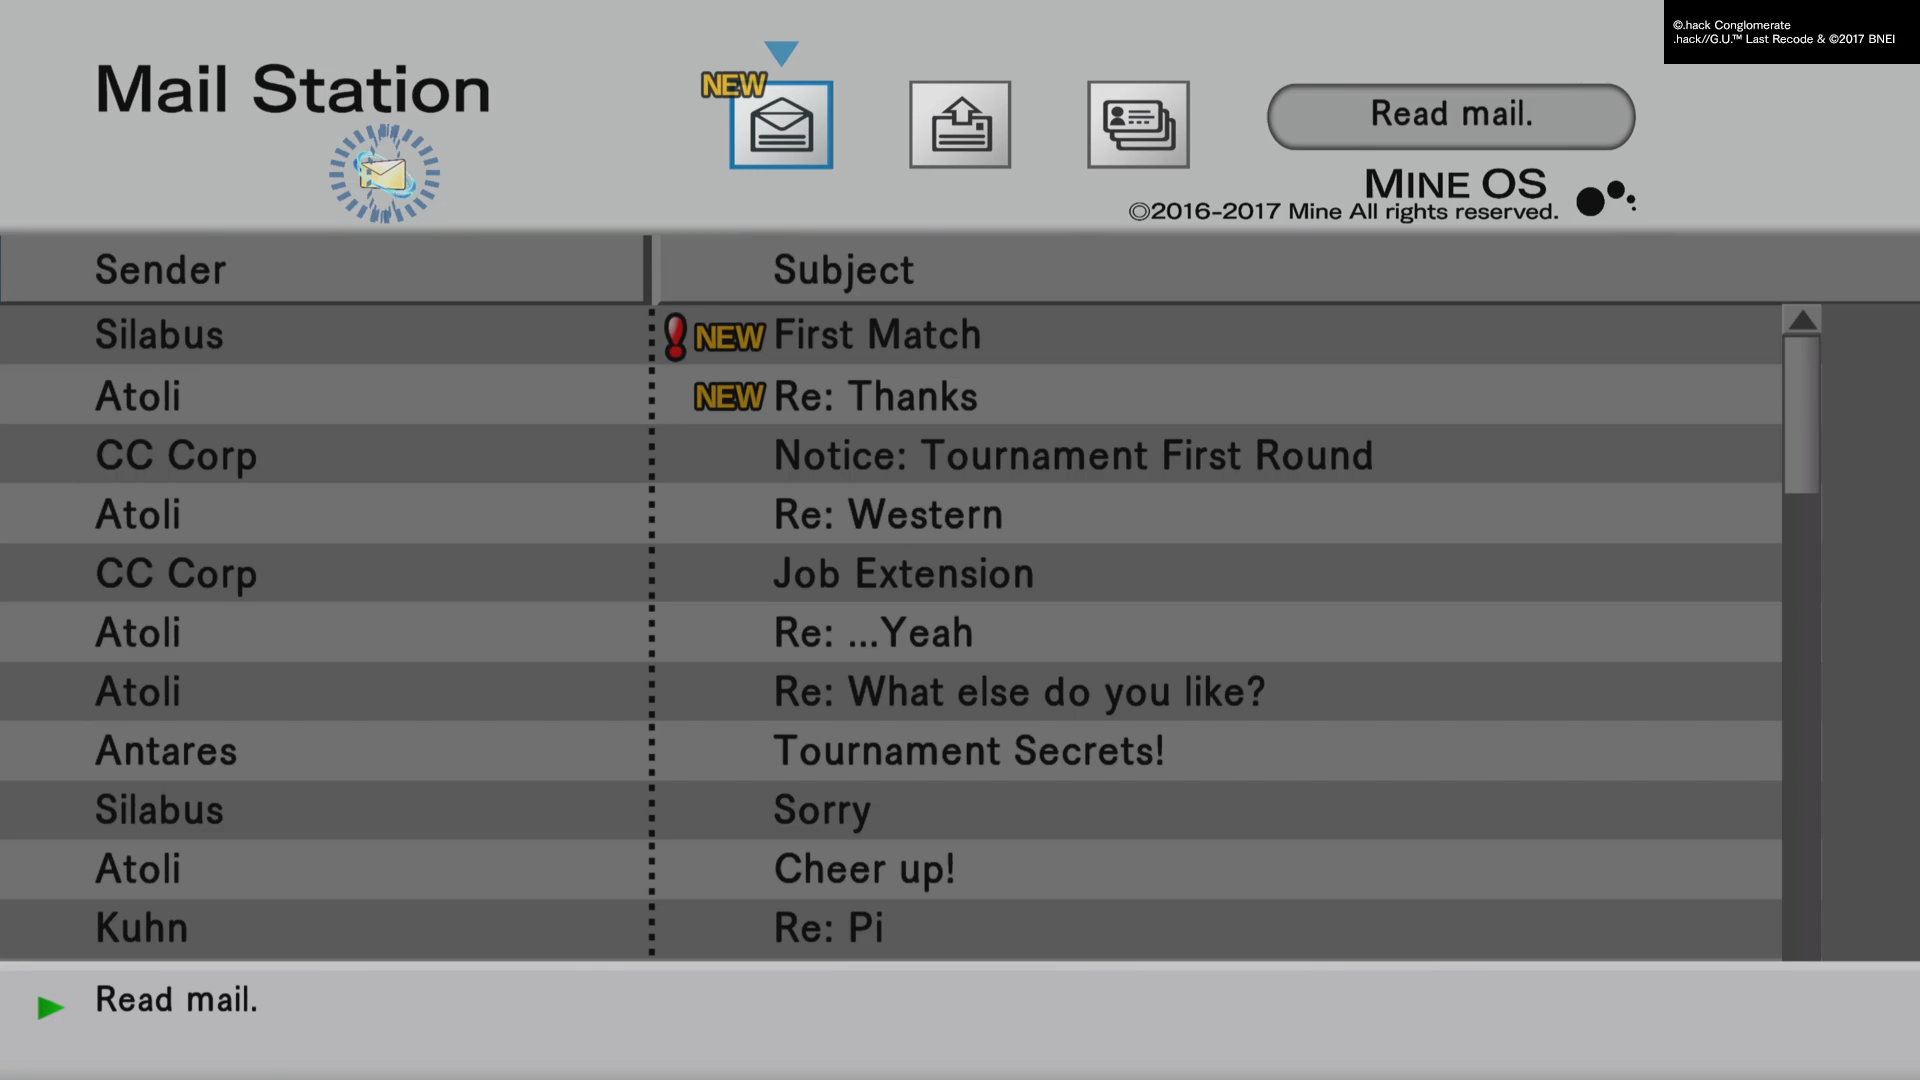 ©.hack Conglomerate
.hack//G.U.™ Last Recode & ©2017 BNEI
Mail Station
NEW
Read mail.
MINE OS
©2016-2017 Mine All rights reserved.
Sender Subject
Silabus NEW First Match
Atoli NEW Re: Thanks
CC Corp Notice: Tournament First Round
Atoli Re: Western
CC Corp Job Extension
Atoli Re: ...Yeah
Atoli Re: What else do you like?
Antares Tournament Secrets!
Silabus Sorry
Atoli Cheer up!
Kuhn Re: Pi
Read mail.